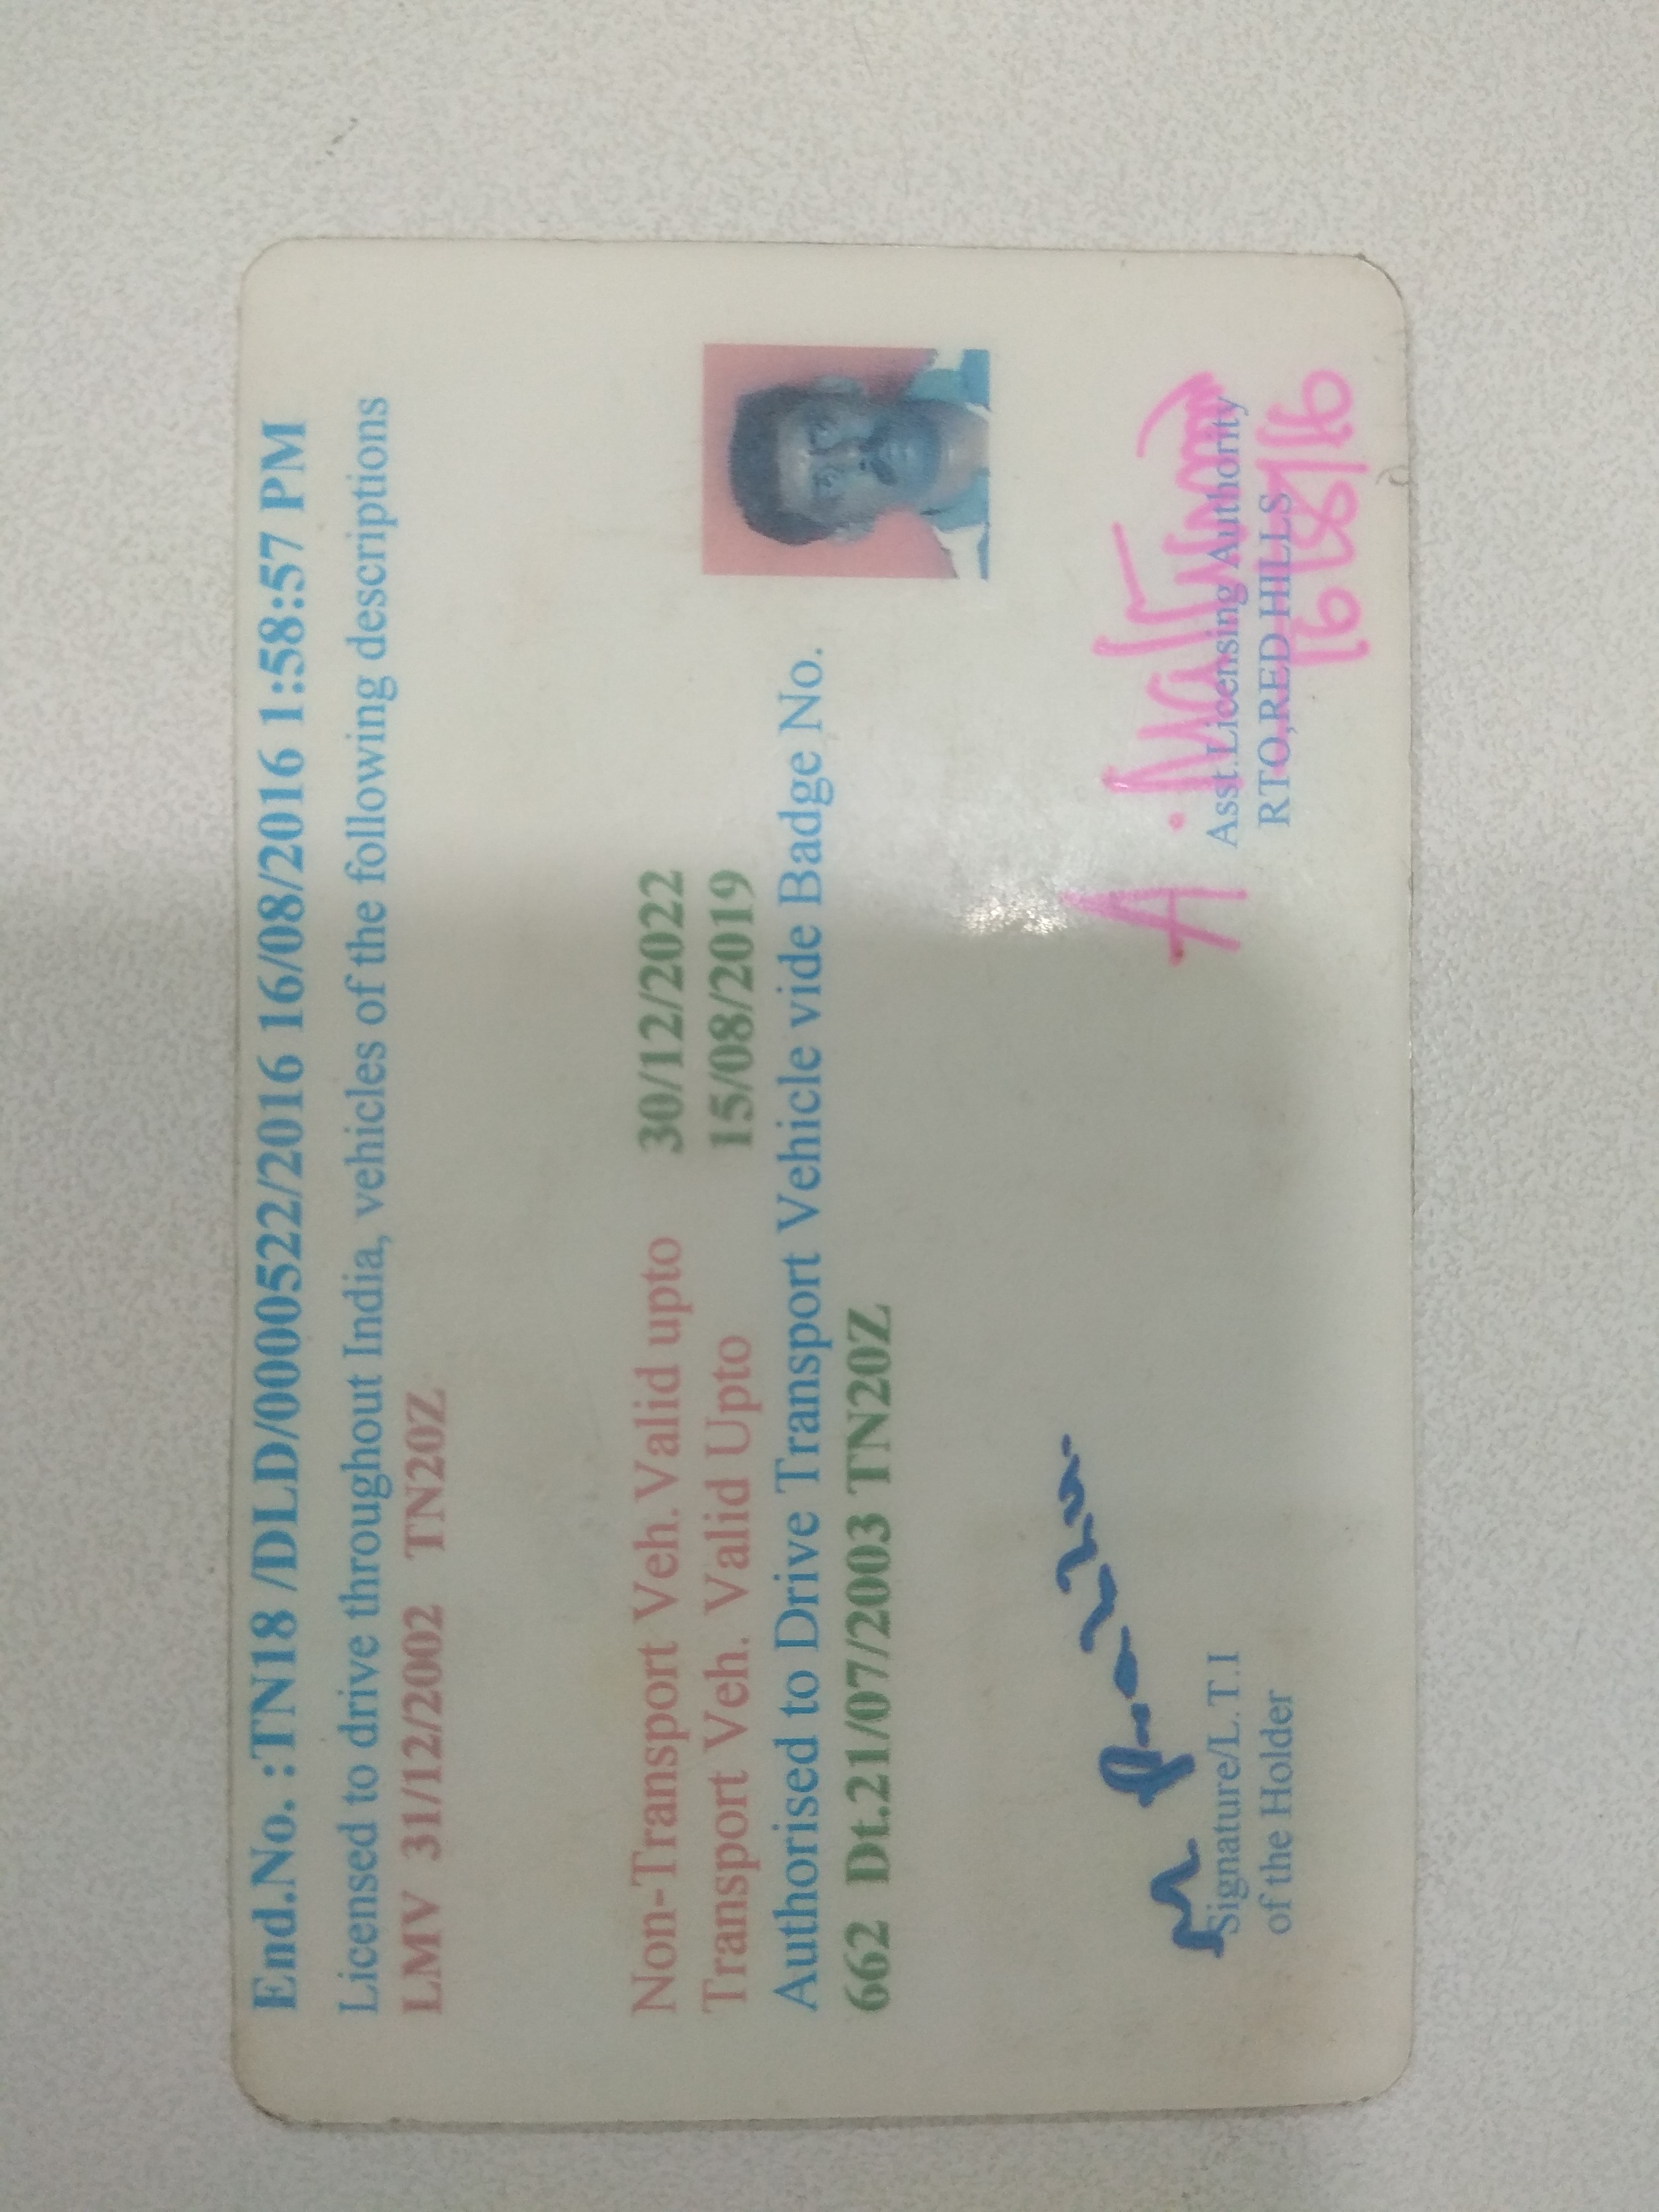 End.No. :TN18 /DLD/0000522/2016 16/08/2016 1:58:57 PM
Licensed to drive throughout India, vehicles of the following descriptions
LMV 31/12/2002 TN20Z
Non-Transport Veh.Valid upto 30/12/2022
Transport Veh. Valid Upto 15/08/2019
Authorised to Drive Transport Vehicle vide Badge No.
662 Dt.21/07/2003 TN20Z
Signature/L.T.I
of the Holder
Asst.Licensing Authority
RTO,RED HILLS